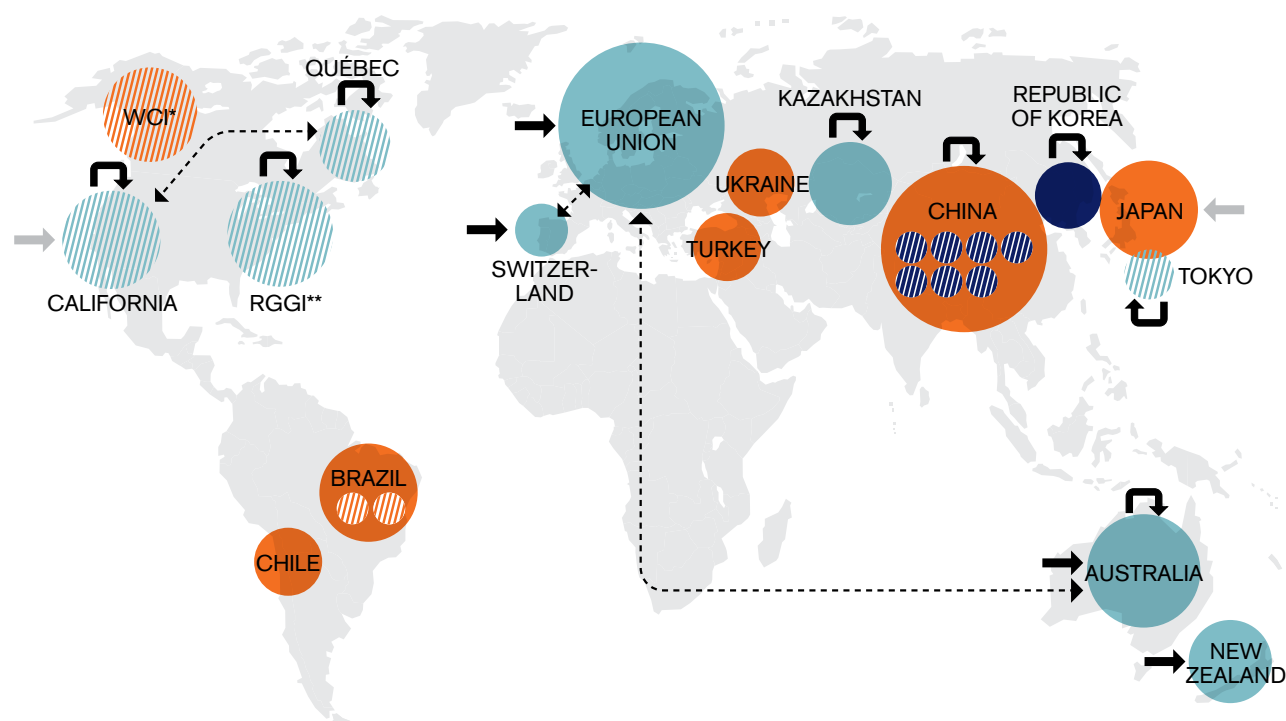 QUÉBEC
WCI*
CALIFORNIA
RGGI**
EUROPEAN
UNION
SWITZER-
LAND
UKRAINE
TURKEY
KAZAKHSTAN
CHINA
REPUBLIC
OF KOREA
JAPAN
TOKYO
BRAZIL
CHILE
AUSTRALIA
NEW
ZEALAND